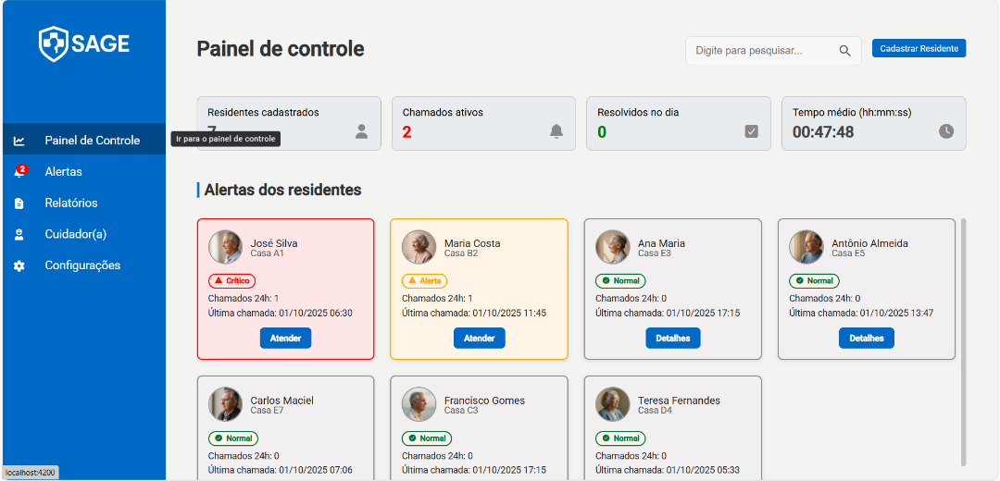 SAGE
Painel de Controle
2
Alertas
Relatórios
Cuidador(a)
Configurações
localhost:4200
Painel de controle
Digite para pesquisar...
Cadastrar Residente
Residentes cadastrados
7
Ir para o painel de controle
Chamados ativos
2
Resolvidos no dia
0
Tempo médio (hh:mm:ss)
00:47:48
Alertas dos residentes
José Silva
Casa A1
Crítico
Chamados 24h: 1
Última chamada: 01/10/2025 06:30
Atender
Maria Costa
Casa B2
Alerta
Chamados 24h: 1
Última chamada: 01/10/2025 11:45
Atender
Ana Maria
Casa E3
Normal
Chamados 24h: 0
Última chamada: 01/10/2025 17:15
Detalhes
Antônio Almeida
Casa E5
Normal
Chamados 24h: 0
Última chamada: 01/10/2025 13:47
Detalhes
Carlos Maciel
Casa E7
Normal
Chamados 24h: 0
Última chamada: 01/10/2025 07:06
Francisco Gomes
Casa C3
Normal
Chamados 24h: 0
Última chamada: 01/10/2025 17:15
Teresa Fernandes
Casa D4
Normal
Chamados 24h: 0
Última chamada: 01/10/2025 05:33